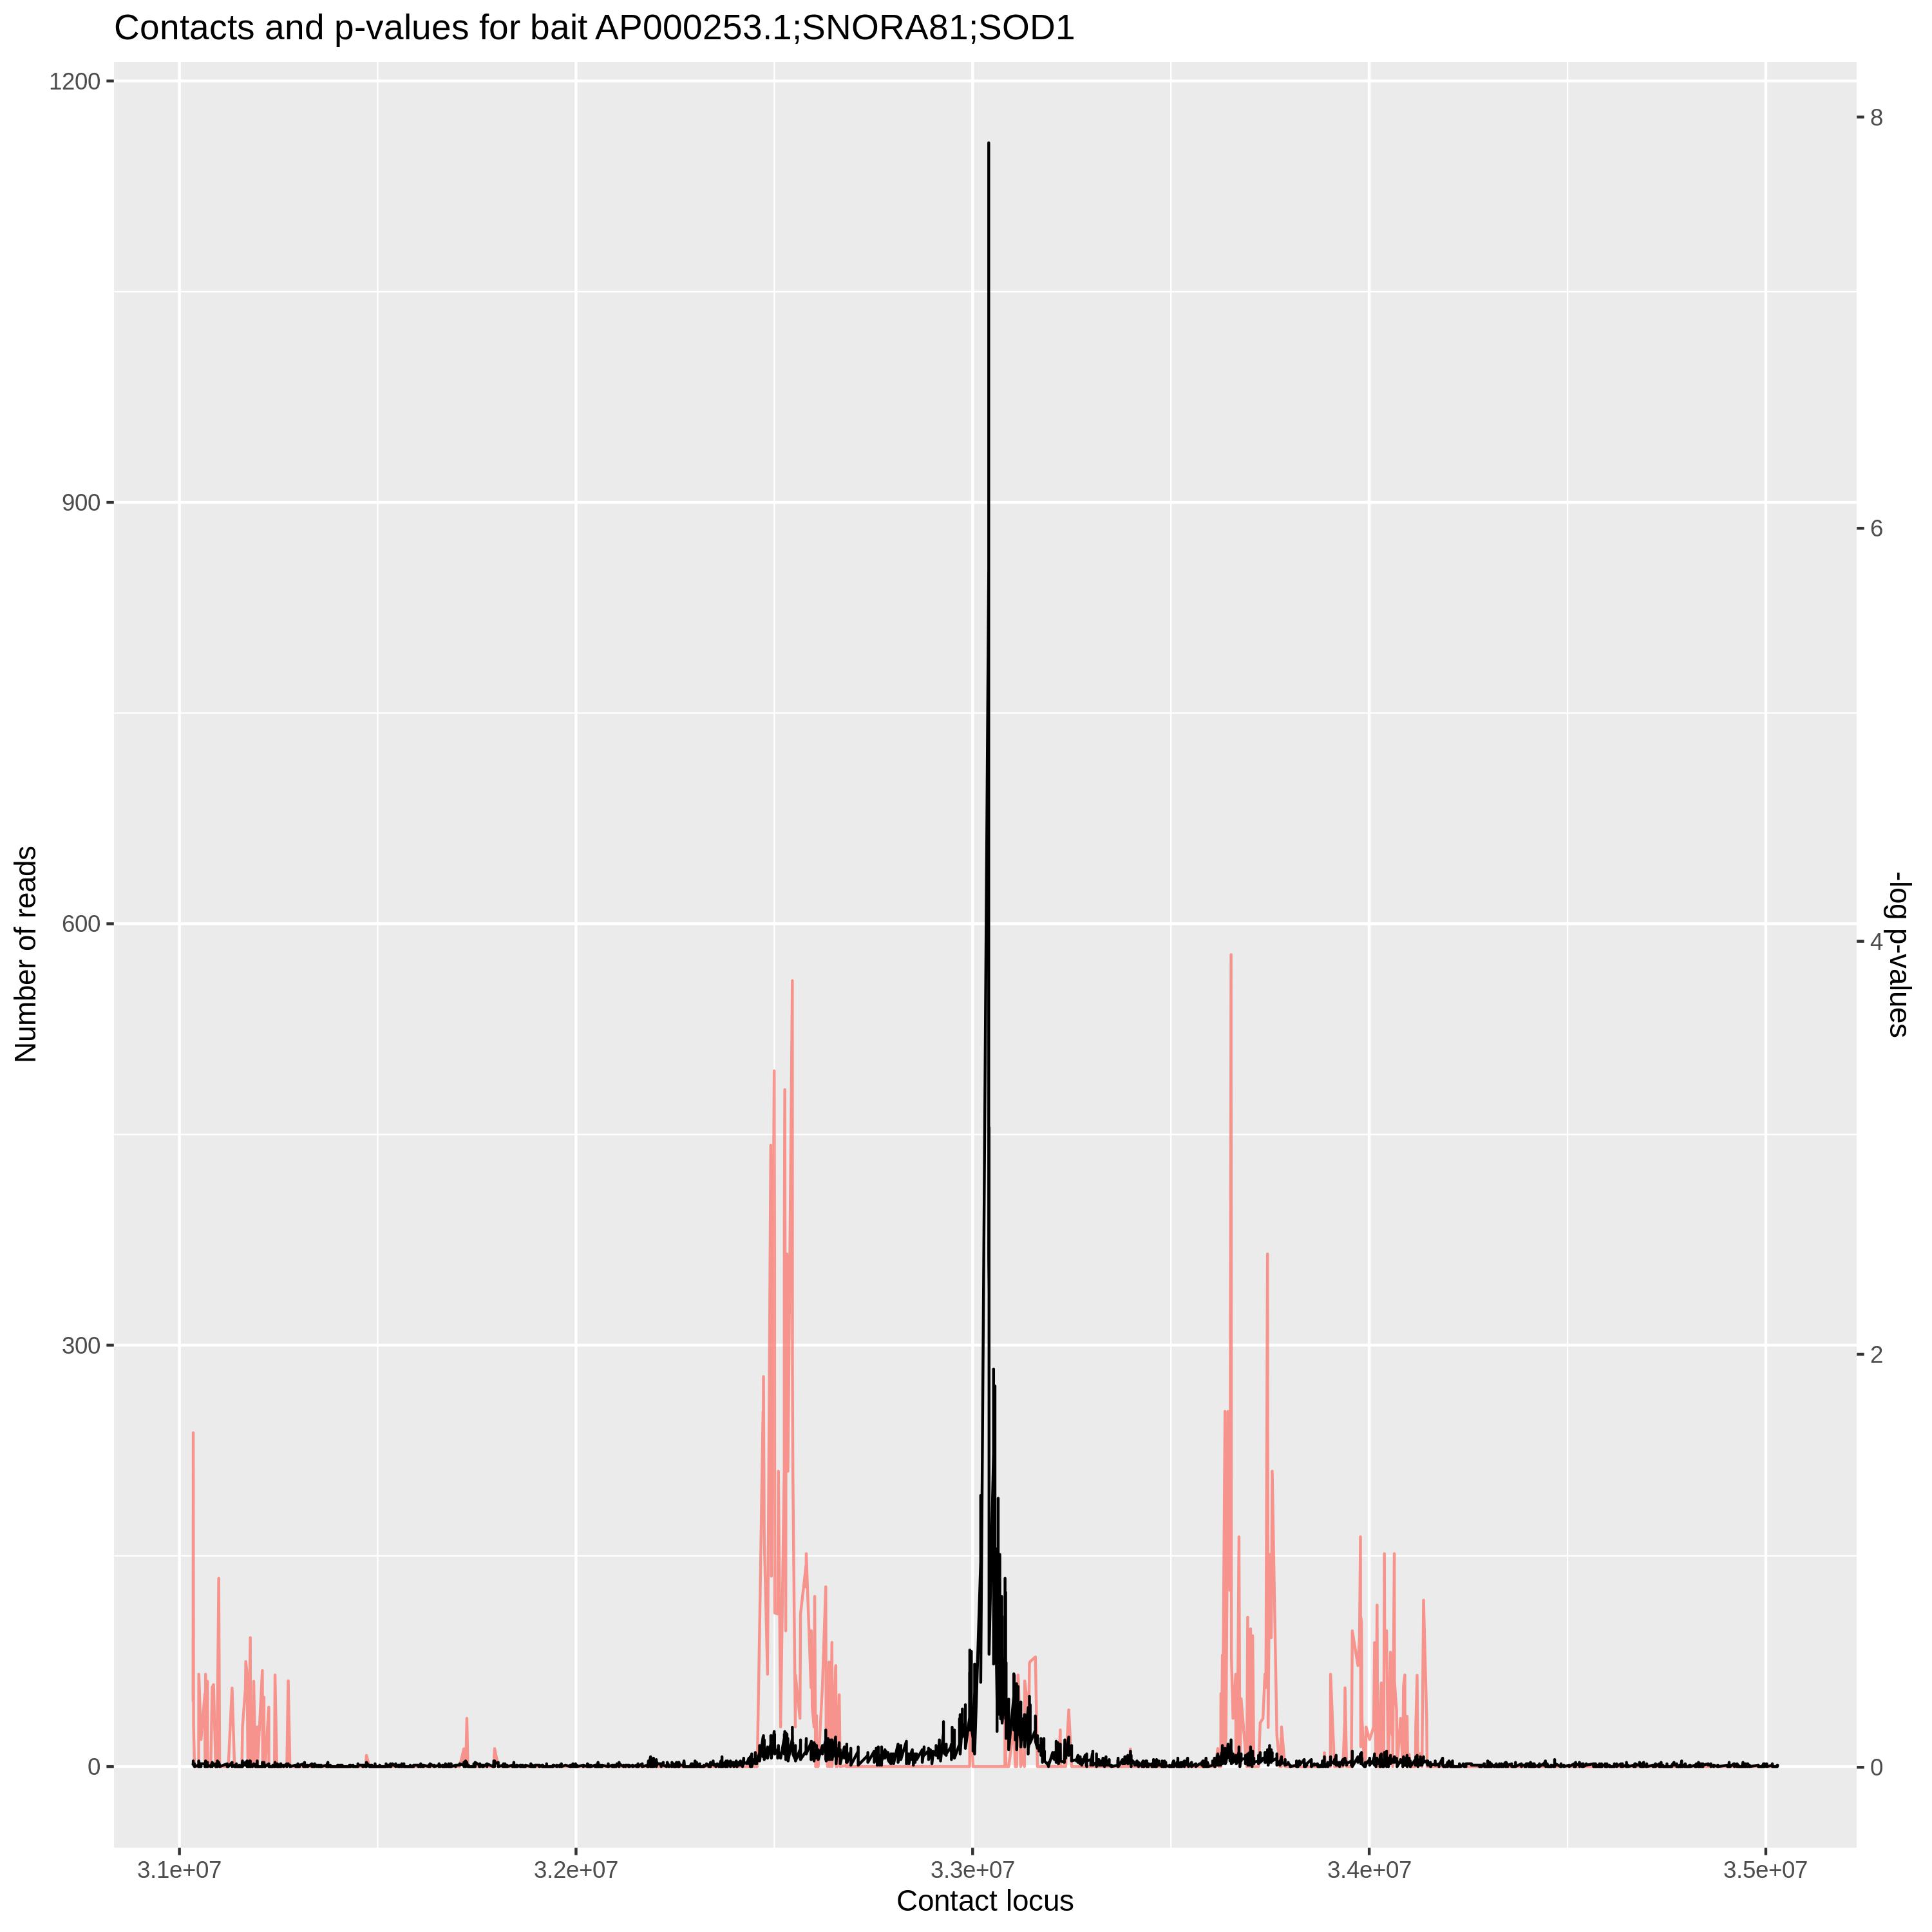 Contacts and p-values for bait AP000253.1;SNORA81;SOD1
1200
900
600
300
0
Number of reads
8
6
4
2
0
-log p-values
3.1e+07
3.2e+07
3.3e+07
3.4e+07
3.5e+07
Contact locus